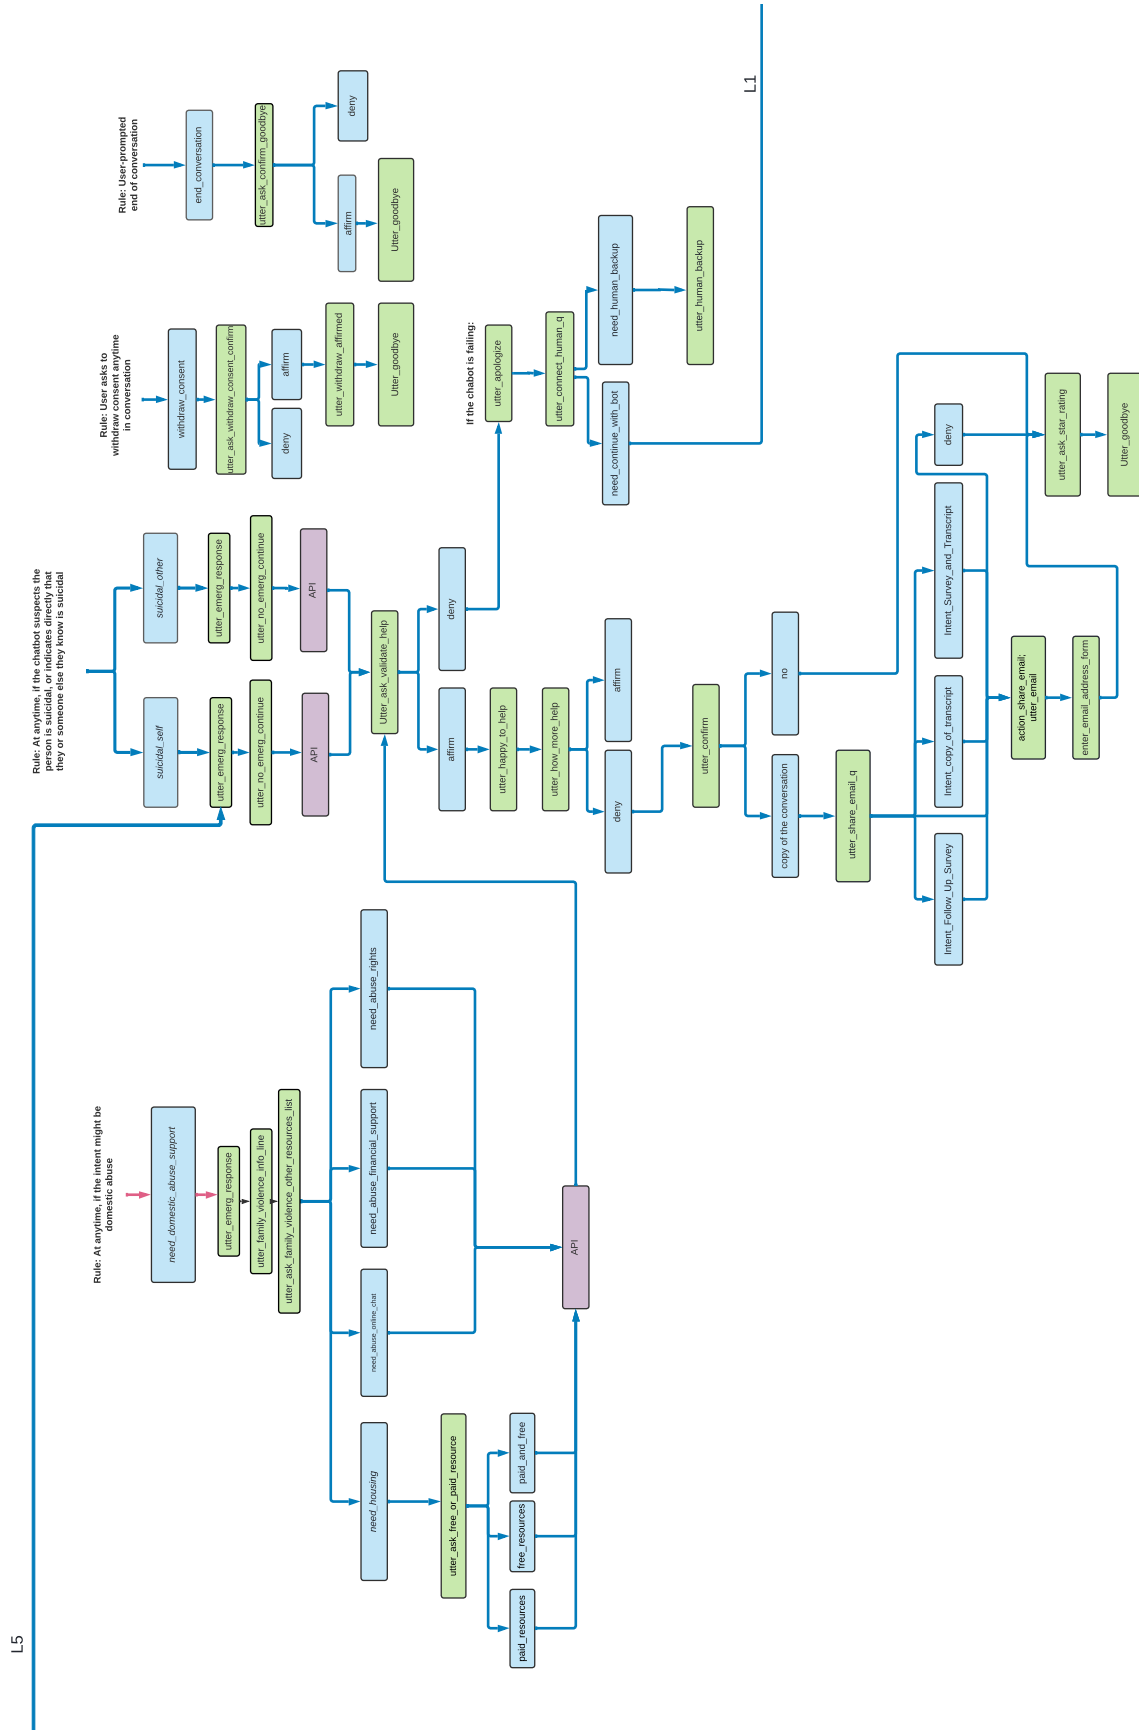 L5
Rule: At anytime, if the intent might be
domestic abuse
need_domestic_abuse_support
utter_emerg_response
utter_family_violence_info_line
utter_ask_family_violence_other_resources_list
need_housing
need_abuse_online_chat
need_abuse_financial_support
need_abuse_rights
utter_ask_free_or_paid_resource
paid_resources
free_resources
paid_and_free
API
Rule: At anytime, if the chatbot suspects the
person is suicidal, or indicates directly that
they or someone else they know is suicidal
suicidal_self
suicidal_other
utter_emerg_response
utter_emerg_response
utter_no_emerg_continue
utter_no_emerg_continue
API
API
Utter_ask_validate_help
affirm
deny
utter_happy_to_help
utter_how_more_help
deny
affirm
utter_confirm
copy of the conversation
no
utter_share_email_q
Intent_Follow_Up_Survey
Intent_copy_of_transcript
Intent_Survey_and_Transcript
deny
action_share_email;
utter_email
enter_email_address_form
utter_ask_star_rating
Utter_goodbye
Rule: User asks to
withdraw consent anytime
in conversation
withdraw_consent
utter_ask_withdraw_consent_confirm
deny
affirm
utter_withdraw_affirmed
Utter_goodbye
If the chabot is failing:
utter_apologize
utter_connect_human_q
need_continue_with_bot
need_human_backup
utter_human_backup
Rule: User-prompted
end of conversation
end_conversation
utter_ask_confirm_goodbye
affirm
deny
Utter_goodbye
L1